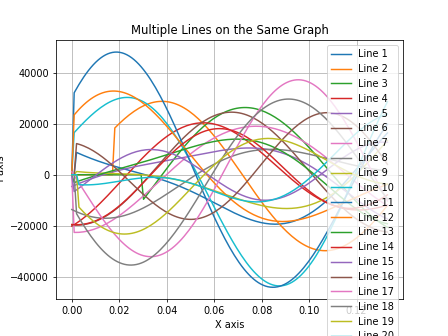 Multiple Lines on the Same Graph
40000
20000
0
−20000
−40000
0.00
0.02
0.04
0.06
0.08
0.10
X axis
axis
Line 1
Line 2
Line 3
Line 4
Line 5
Line 6
Line 7
Line 8
Line 9
Line 10
Line 11
Line 12
Line 13
Line 14
Line 15
Line 16
Line 17
Line 18
Line 19
Line 20